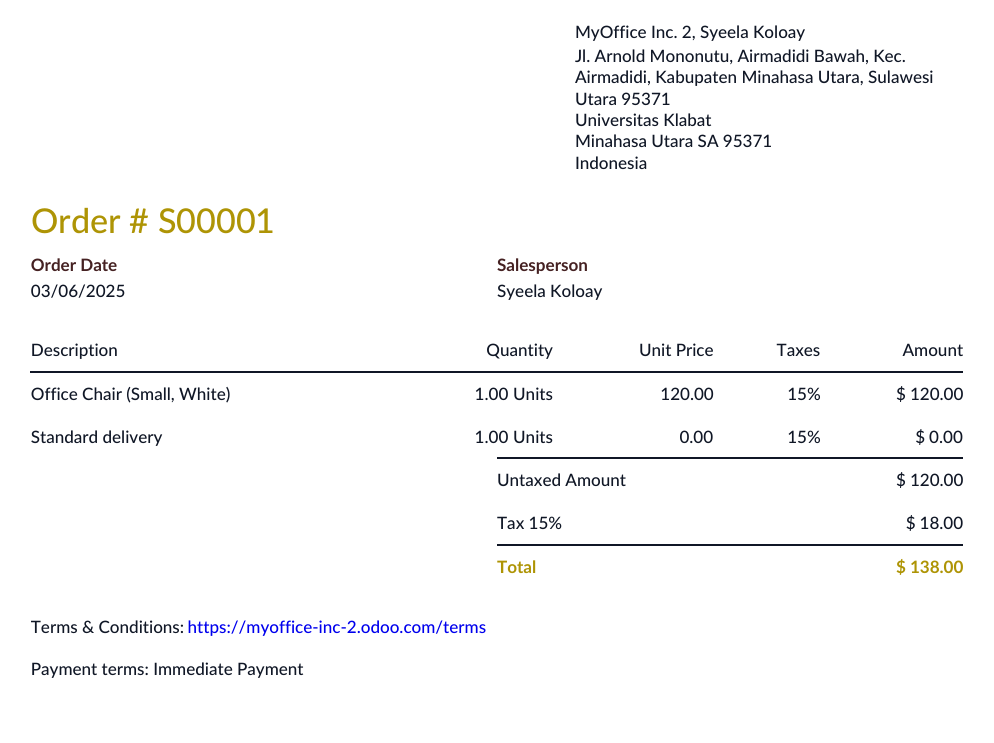 MyOffice Inc. 2, Syeela Koloay
Jl. Arnold Mononutu, Airmadidi Bawah, Kec.
Airmadidi, Kabupaten Minahasa Utara, Sulawesi
Utara 95371
Universitas Klabat
Minahasa Utara SA 95371
Indonesia
Order # S00001
Order Date Salesperson
03/06/2025 Syeela Koloay
Description Quantity Unit Price Taxes Amount
Office Chair (Small, White) 1.00 Units 120.00 15% $ 120.00
Standard delivery 1.00 Units 0.00 15% $ 0.00
Untaxed Amount $ 120.00
Tax 15% $ 18.00
Total $ 138.00
Terms & Conditions: https://myoffice-inc-2.odoo.com/terms
Payment terms: Immediate Payment